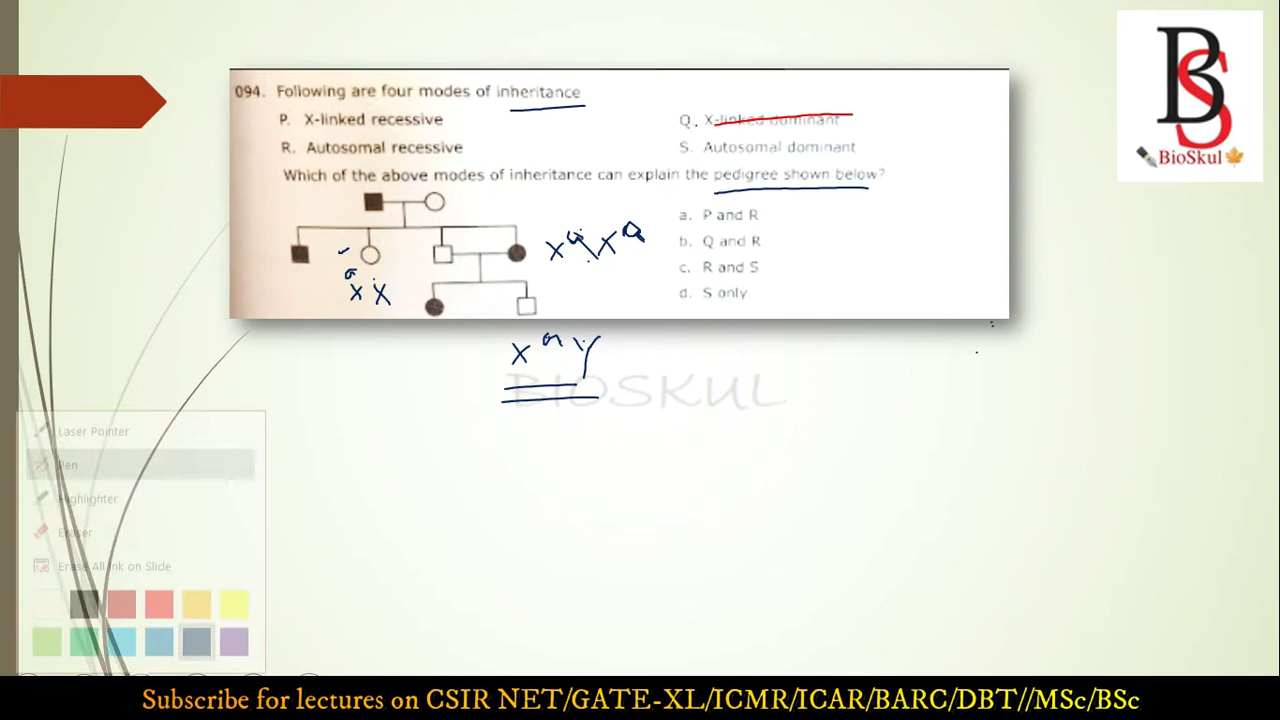 094. Following are four modes of inheritance
P. X-linked recessive
Q. X-linked dominant
R. Autosomal recessive
S. Autosomal dominant
Which of the above modes of inheritance can explain the pedigree shown below?
a. P and R
b. Q and R
c. R and S
d. S only
X X
X Y
BIOSKUL
BS
BioSkul
Laser Pointer
Pen
Highlighter
Eraser
Erase All Ink on Slide
Subscribe for lectures on CSIR NET/GATE-XL/ICMR/ICAR/BARC/DBT//MSc/BSc